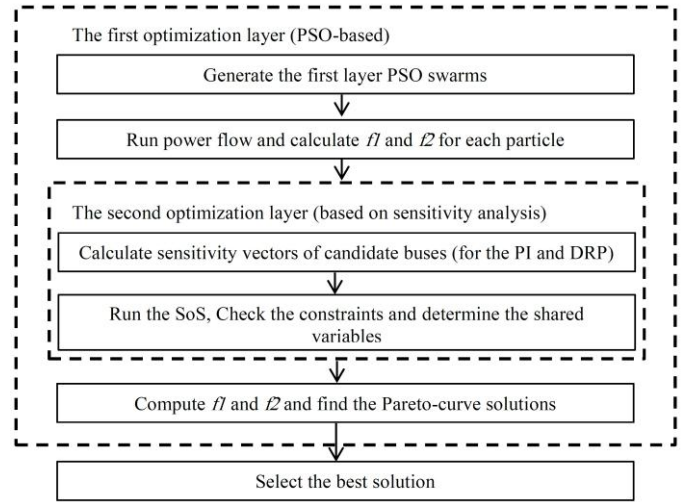 The first optimization layer (PSO-based)
Generate the first layer PSO swarms
Run power flow and calculate f1 and f2 for each particle
The second optimization layer (based on sensitivity analysis)
Calculate sensitivity vectors of candidate buses (for the PI and DRP)
Run the SoS, Check the constraints and determine the shared
variables
Compute f1 and f2 and find the Pareto-curve solutions
Select the best solution